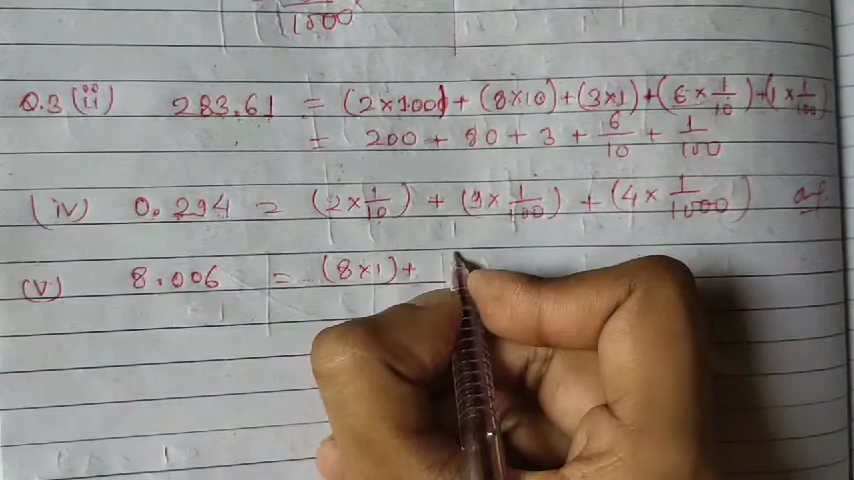 1000
Q.3 (iii) 283.61 = (2×100) + (8×10) + (3×1) + (6×1/10) + (1×1/100)
= 200 + 80 + 3 + 6/10 + 1/100
(iv) 0.294 = (2×1/10) + (9×1/100) + (4×1/1000) ans.
(v) 8.006 = (8×1) +